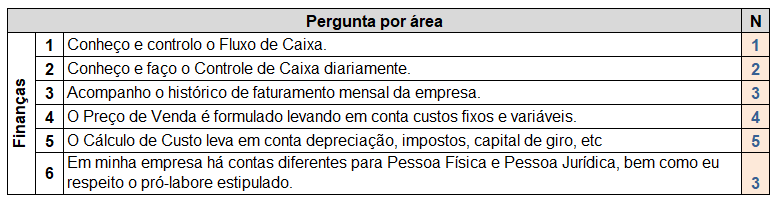 Pergunta por área N
Finanças
1 Conheço e controlo o Fluxo de Caixa. 1
2 Conheço e faço o Controle de Caixa diariamente. 2
3 Acompanho o histórico de faturamento mensal da empresa. 3
4 O Preço de Venda é formulado levando em conta custos fixos e variáveis. 4
5 O Cálculo de Custo leva em conta depreciação, impostos, capital de giro, etc 5
6 Em minha empresa há contas diferentes para Pessoa Física e Pessoa Jurídica, bem como eu
respeito o pró-labore estipulado. 3